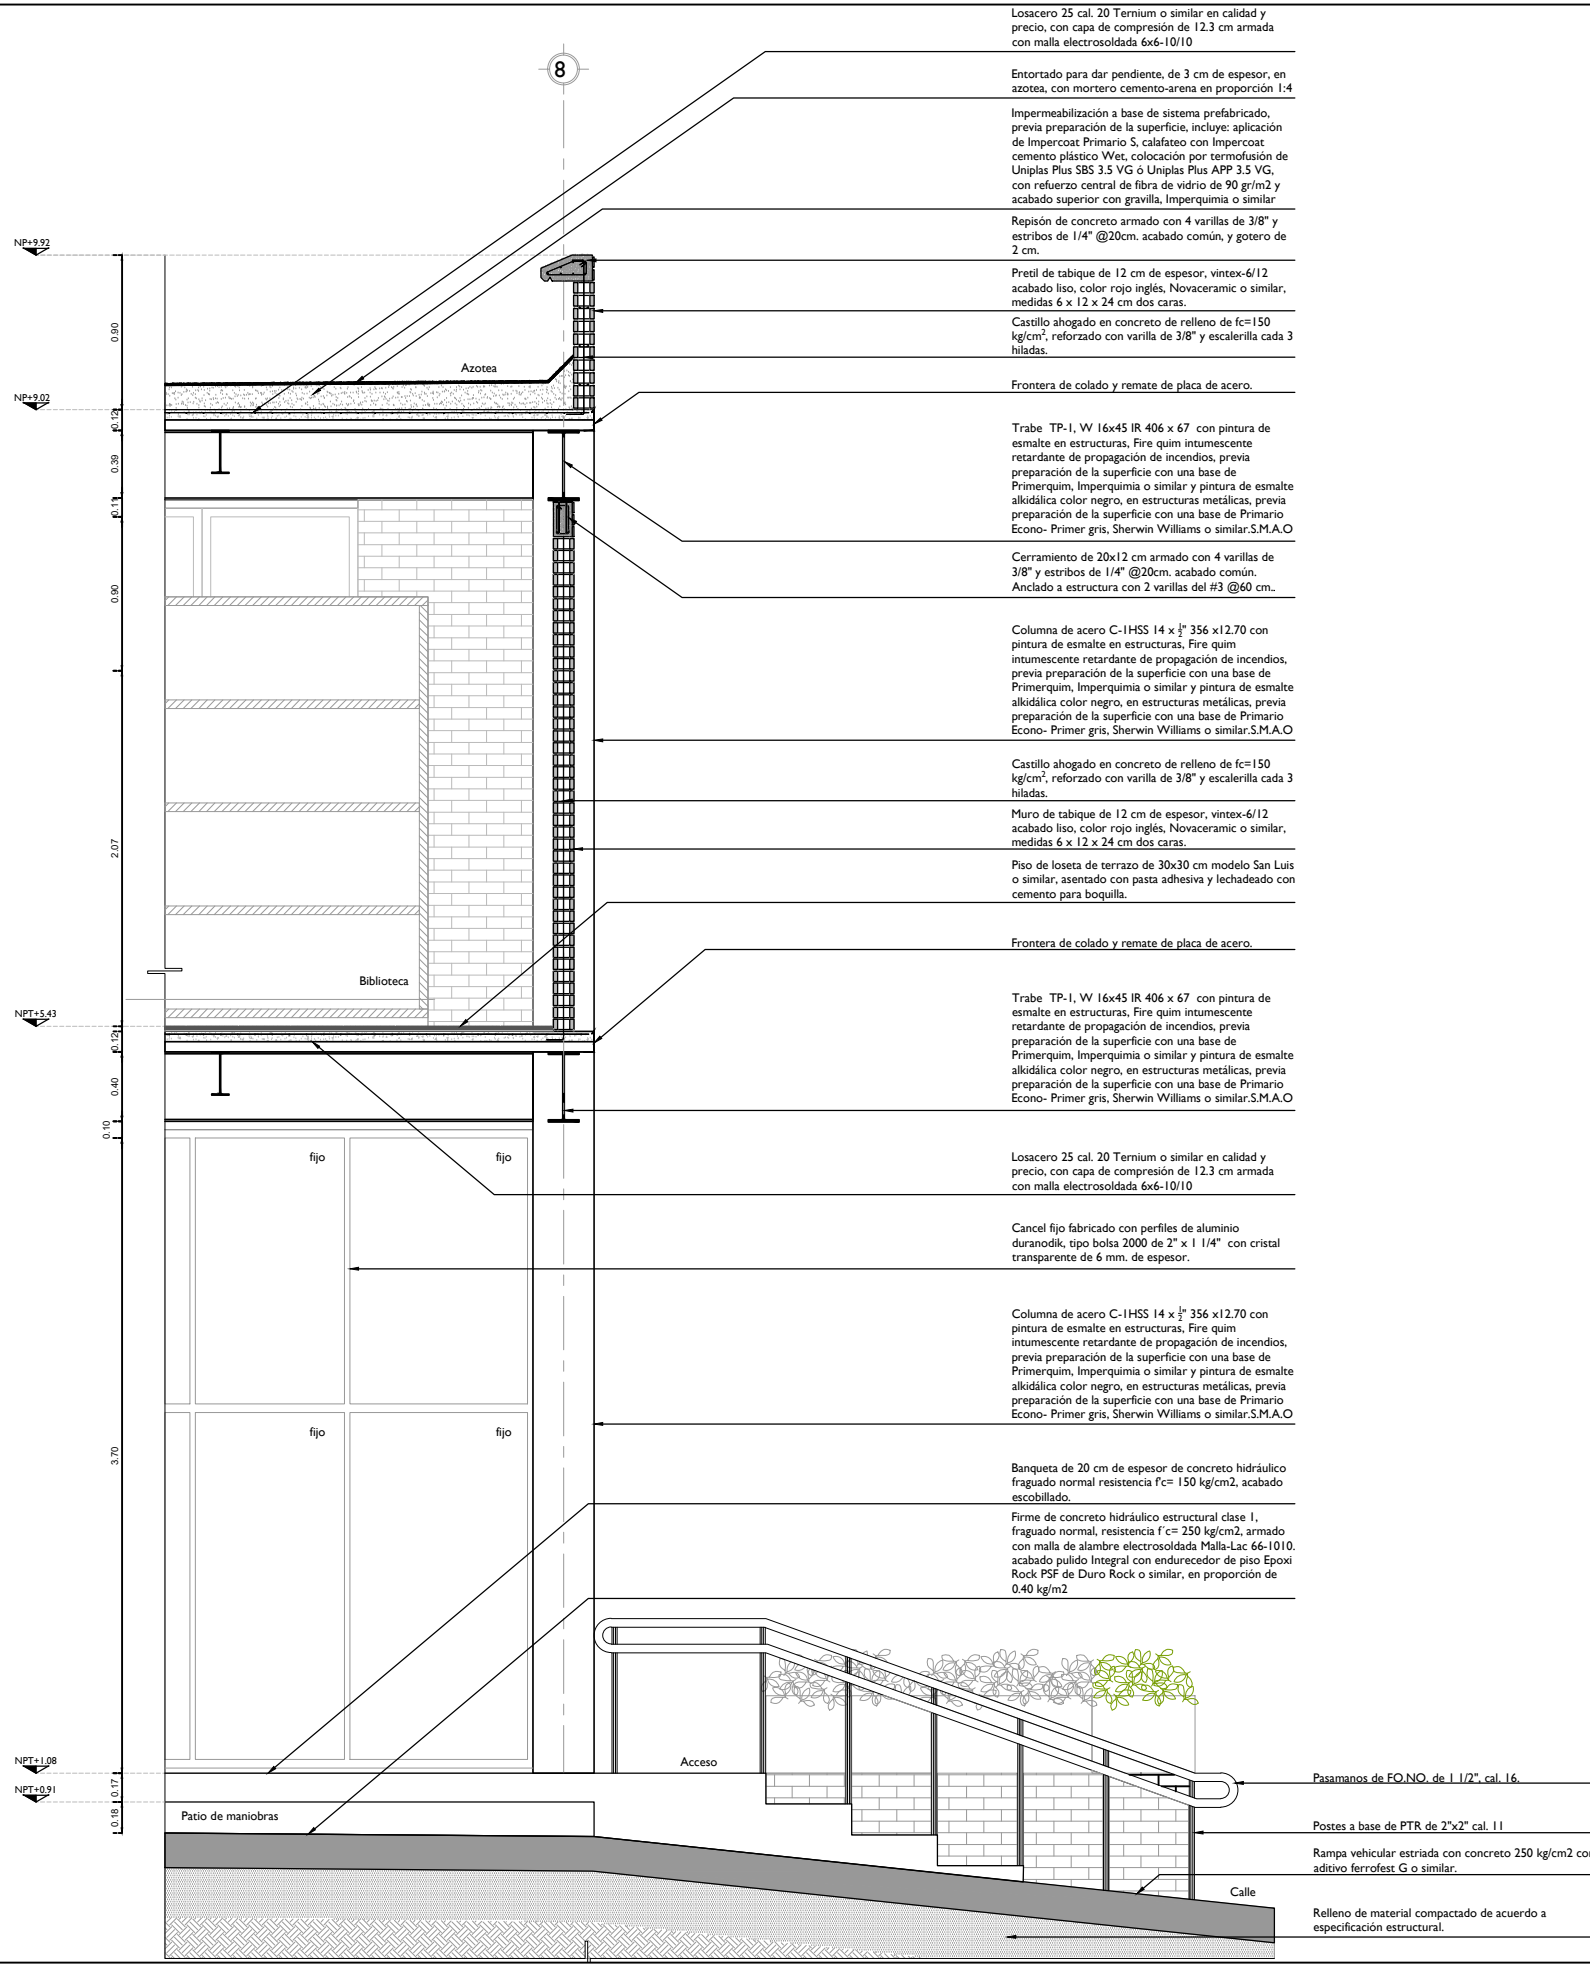 Losacero 25 cal. 20 Ternium o similar en calidad y
precio, con capa de compresión de 12.3 cm armada
con malla electrosoldada 6x6-10/10
8
Entortado para dar pendiente, de 3 cm de espesor, en
azotea, con mortero cemento-arena en proporción 1:4
Impermeabilización a base de sistema prefabricado,
previa preparación de la superficie, incluye: aplicación
de Impercoat Primario S, calafateo con Impercoat
cemento plástico Wet, colocación por termofusión de
Uniplas Plus SBS 3.5 VG ó Uniplas Plus APP 3.5 VG,
con refuerzo central de fibra de vidrio de 90 gr/m2 y
acabado superior con gravilla, Imperquimia o similar
Repisón de concreto armado con 4 varillas de 3/8" y
estribos de 1/4" @20cm. acabado común, y gotero de
2 cm.
NP+9.92
Pretil de tabique de 12 cm de espesor, vintex-6/12
acabado liso, color rojo inglés, Novaceramic o similar,
medidas 6 x 12 x 24 cm dos caras.
Castillo ahogado en concreto de relleno de fc=150
kg/cm², reforzado con varilla de 3/8" y escalerilla cada 3
hiladas.
0.90
Azotea
Frontera de colado y remate de placa de acero.
NP+9.02
0.12
Trabe TP-1, W 16x45 IR 406 x 67 con pintura de
esmalte en estructuras, Fire quim intumescente
retardante de propagación de incendios, previa
preparación de la superficie con una base de
Primerquim, Imperquimia o similar y pintura de esmalte
alkidálica color negro, en estructuras metálicas, previa
preparación de la superficie con una base de Primario
Econo- Primer gris, Sherwin Williams o similar.S.M.A.O
0.39
0.11
Cerramiento de 20x12 cm armado con 4 varillas de
3/8" y estribos de 1/4" @20cm. acabado común.
Anclado a estructura con 2 varillas del #3 @60 cm..
0.90
Columna de acero C-1HSS 14 x ½" 356 x12.70 con
pintura de esmalte en estructuras, Fire quim
intumescente retardante de propagación de incendios,
previa preparación de la superficie con una base de
Primerquim, Imperquimia o similar y pintura de esmalte
alkidálica color negro, en estructuras metálicas, previa
preparación de la superficie con una base de Primario
Econo- Primer gris, Sherwin Williams o similar.S.M.A.O
Castillo ahogado en concreto de relleno de fc=150
kg/cm², reforzado con varilla de 3/8" y escalerilla cada 3
hiladas.
Muro de tabique de 12 cm de espesor, vintex-6/12
acabado liso, color rojo inglés, Novaceramic o similar,
medidas 6 x 12 x 24 cm dos caras.
2.07
Piso de loseta de terrazo de 30x30 cm modelo San Luis
o similar, asentado con pasta adhesiva y lechadeado con
cemento para boquilla.
Frontera de colado y remate de placa de acero.
Biblioteca
NPT+5.43
0.12
Trabe TP-1, W 16x45 IR 406 x 67 con pintura de
esmalte en estructuras, Fire quim intumescente
retardante de propagación de incendios, previa
preparación de la superficie con una base de
Primerquim, Imperquimia o similar y pintura de esmalte
alkidálica color negro, en estructuras metálicas, previa
preparación de la superficie con una base de Primario
Econo- Primer gris, Sherwin Williams o similar.S.M.A.O
0.40
0.10
fijo
fijo
Losacero 25 cal. 20 Ternium o similar en calidad y
precio, con capa de compresión de 12.3 cm armada
con malla electrosoldada 6x6-10/10
Cancel fijo fabricado con perfiles de aluminio
duranodik, tipo bolsa 2000 de 2" x 1 1/4" con cristal
transparente de 6 mm. de espesor.
Columna de acero C-1HSS 14 x ½" 356 x12.70 con
pintura de esmalte en estructuras, Fire quim
intumescente retardante de propagación de incendios,
previa preparación de la superficie con una base de
Primerquim, Imperquimia o similar y pintura de esmalte
alkidálica color negro, en estructuras metálicas, previa
preparación de la superficie con una base de Primario
Econo- Primer gris, Sherwin Williams o similar.S.M.A.O
fijo
fijo
3.70
Banqueta de 20 cm de espesor de concreto hidráulico
fraguado normal resistencia f'c= 150 kg/cm2, acabado
escobillado.
Firme de concreto hidráulico estructural clase 1,
fraguado normal, resistencia f´c= 250 kg/cm2, armado
con malla de alambre electrosoldada Malla-Lac 66-1010.
acabado pulido Integral con endurecedor de piso Epoxi
Rock PSF de Duro Rock o similar, en proporción de
0.40 kg/m2
NPT+1.08
Acceso
0.17
NPT+0.91
0.18
Patio de maniobras
Pasamanos de FO.NO. de 1 1/2", cal. 16.
Postes a base de PTR de 2"x2" cal. 11
Rampa vehicular estriada con concreto 250 kg/cm2 con
aditivo ferrofest G o similar.
Calle
Relleno de material compactado de acuerdo a
especificación estructural.